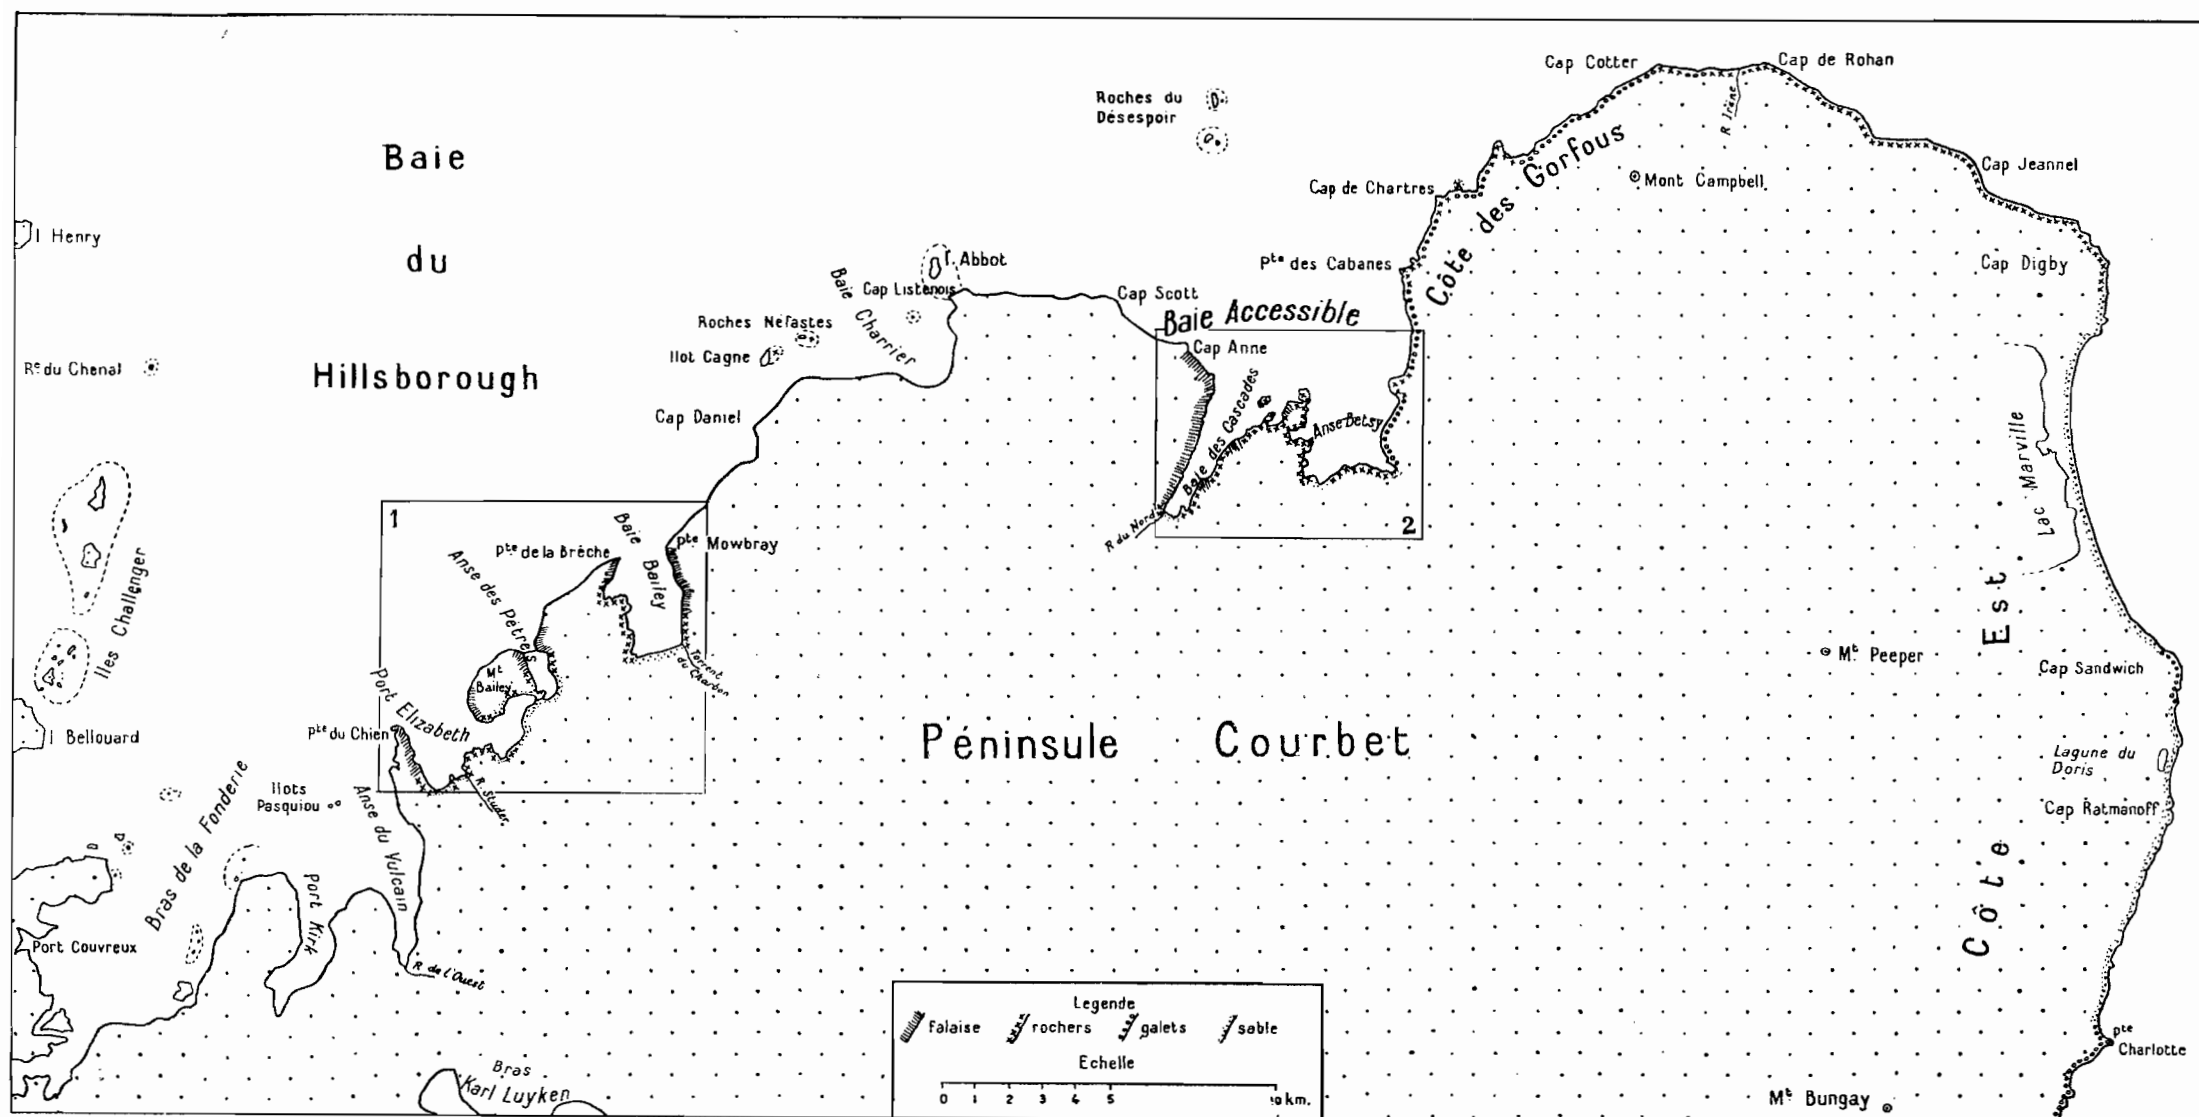 Cap Cotter
Cap de Rohan
Roches du
Désespoir
R Irène
Baie
du
Hillsborough
Cap Jeannel
Cap de Chartres
Mont Campbell
Côte des Gorfous
I Henry
Pte des Cabanes
Cap Digby
I. Abbot
Cap Listenois
Cap Scott
Baie Charrier
Roches Néfastes
Baie Accessible
Ilot Cagne
Cap Anne
Re du Chenal
Cap Daniel
Baie des Cascades
Anse Betsy
Lac Marville
1
2
R du Nord
Baie Bailey
Pte Mowbray
Pte de la Brèche
Anse des Pétrels
Iles Challenger
Mt
Bailey
Torrent
du Charbon
Port Elizabeth
Mt Peeper
Cap Sandwich
Pte du Chien
I Bellouard
Péninsule Courbet
Côte Est
Lagune du
Doris
Ilots
Pasquiou
R. Studer
Cap Ratmanoff
Bras de la Fonderie
Anse du Vulcain
Port Kirk
Port Couvreux
R de l'Ouest
Legende
falaise rochers galets sable
Echelle
0 1 2 3 4 5 10 km.
Pte
Charlotte
Bras
Karl Luyken
Mt Bungay